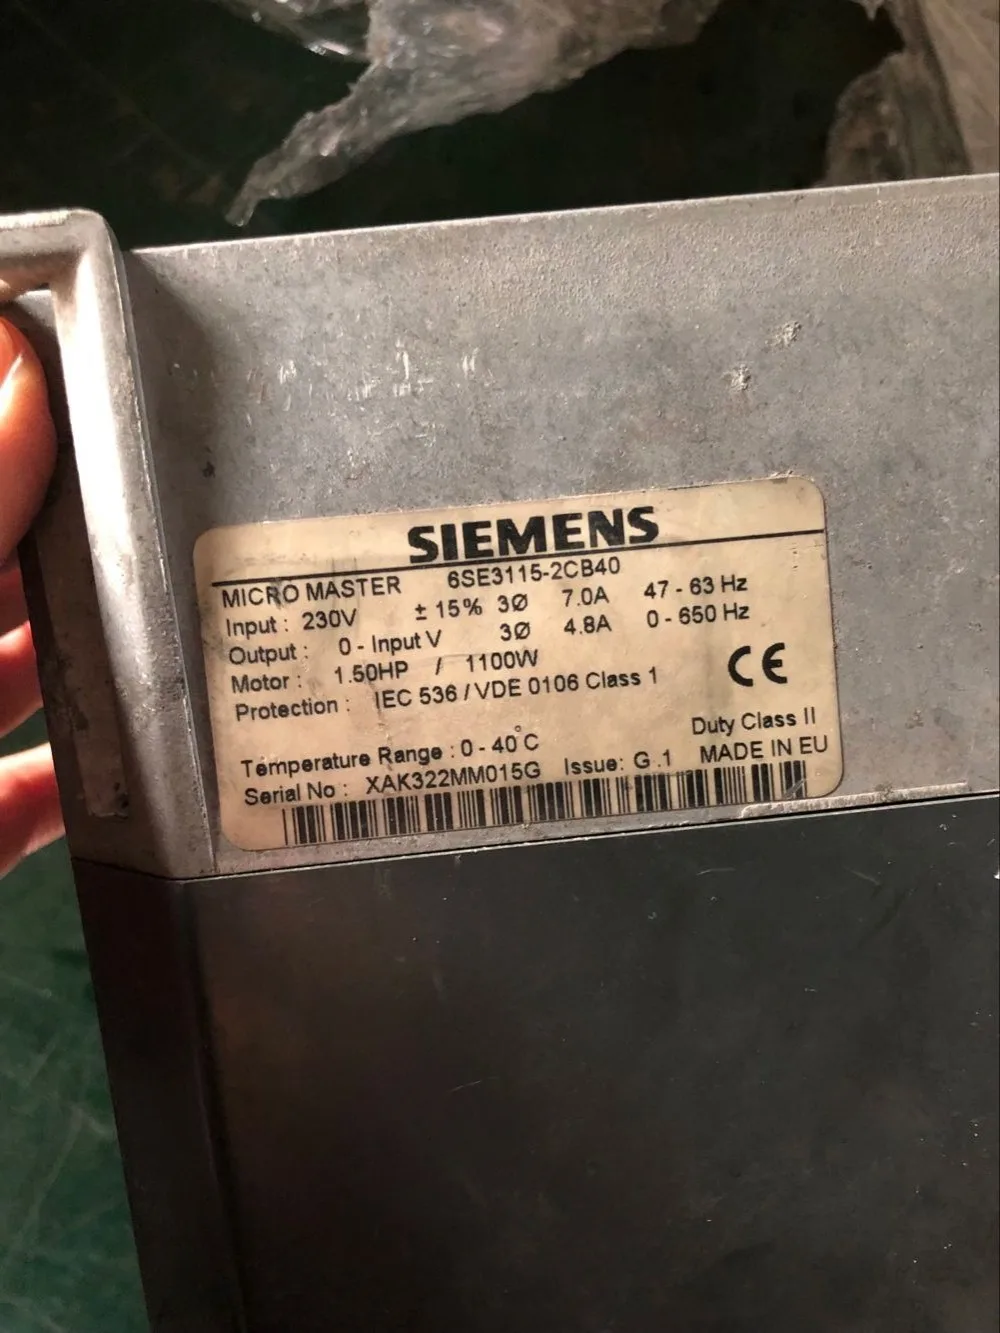 SIEMENS
MICRO MASTER 6SE3115-2CB40
Input : 230V ± 15% 3Ø 7.0A 47 - 63 Hz
Output : 0 - Input V 3Ø 4.8A 0 - 650 Hz
Motor : 1.50HP / 1100W
Protection : IEC 536 / VDE 0106 Class 1
CE
Duty Class II
Temperature Range : 0 - 40°C
Serial No : XAK322MM015G Issue: G.1 MADE IN EU